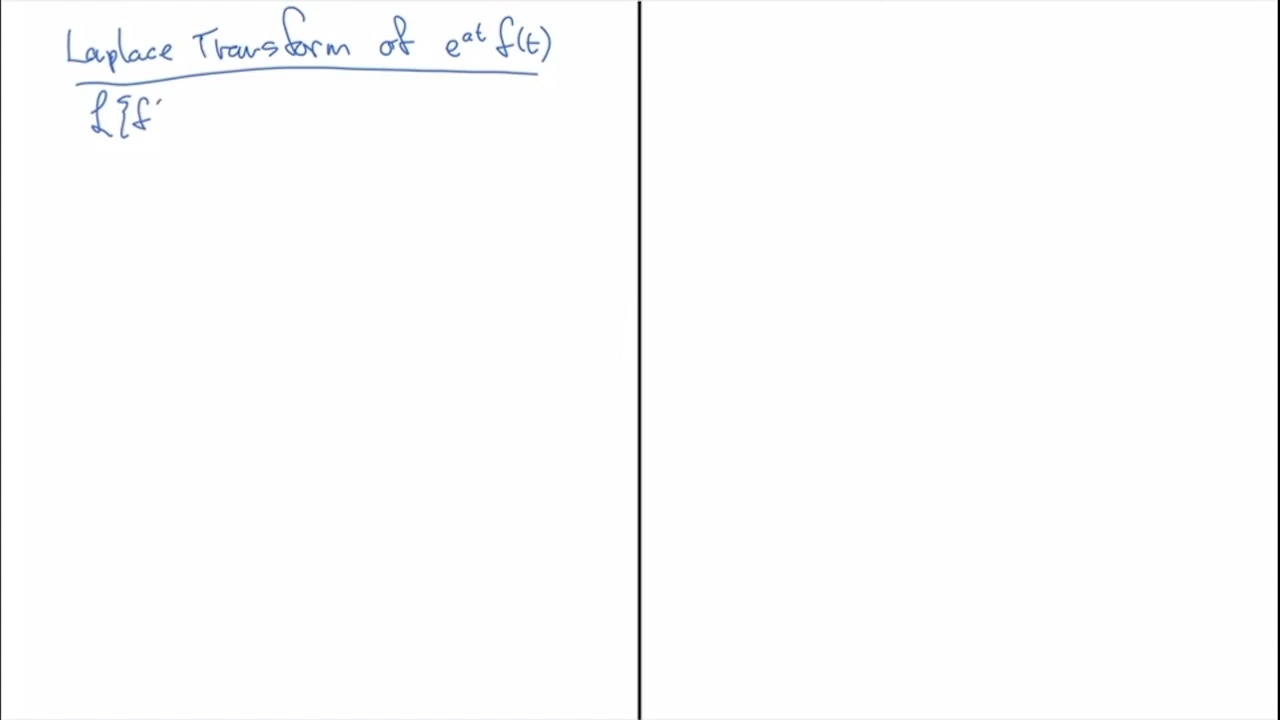 Laplace Transform of e^{at} f(t)
ℒ{f